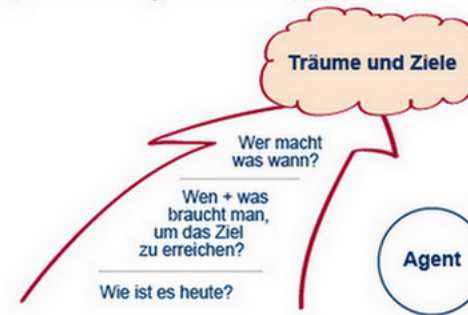 Träume und Ziele
Wer macht
was wann?
Wen + was
braucht man,
um das Ziel
zu erreichen?
Wie ist es heute?
Agent